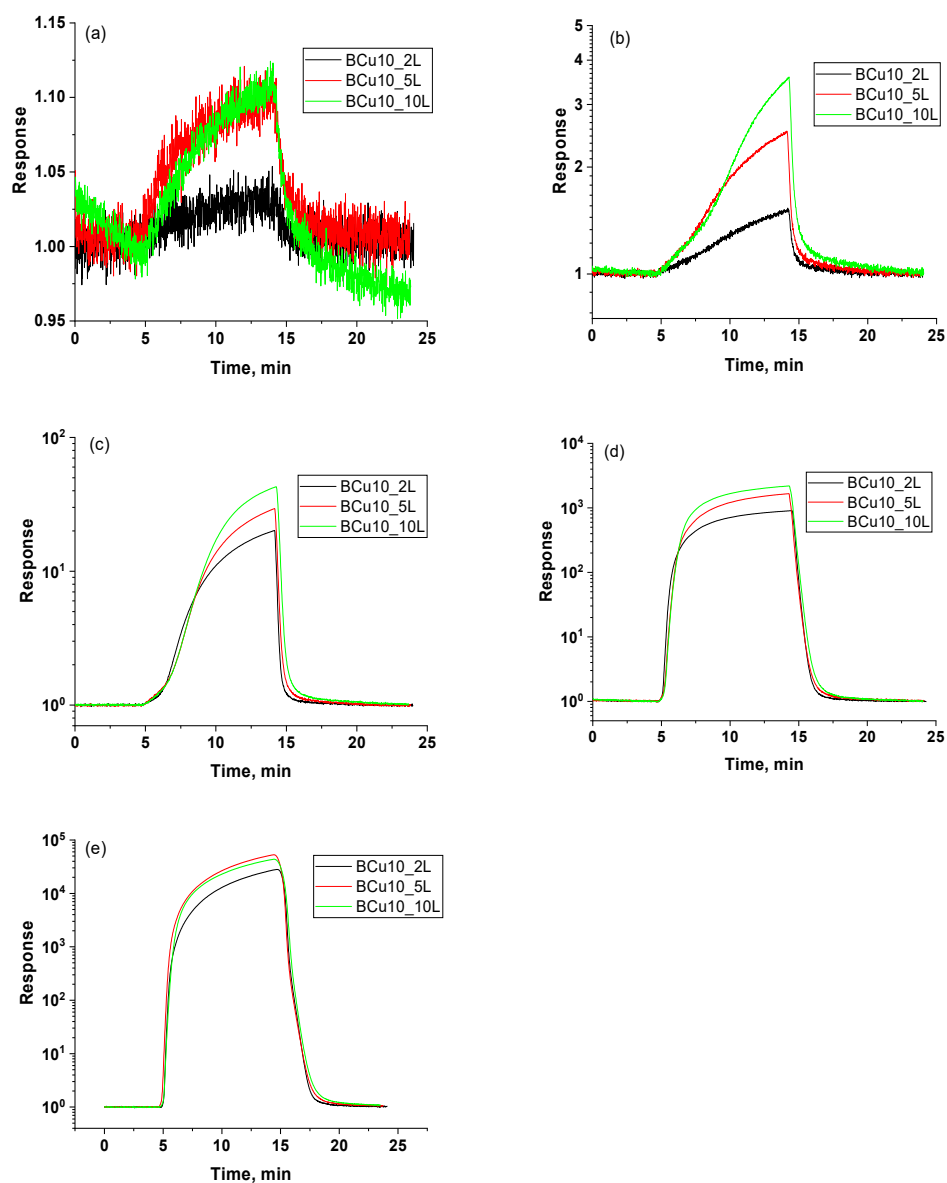 (a)
BCu10_2L
BCu10_5L
BCu10_10L
1.15
1.10
1.05
1.00
0.95
Response
0 5 10 15 20 25
Time, min
(b)
BCu10_2L
BCu10_5L
BCu10_10L
5
4
3
2
1
Response
0 5 10 15 20 25
Time, min
(c)
BCu10_2L
BCu10_5L
BCu10_10L
10²
10¹
10⁰
Response
0 5 10 15 20 25
Time, min
(d)
BCu10_2L
BCu10_5L
BCu10_10L
10⁴
10³
10²
10¹
10⁰
Response
0 5 10 15 20 25
Time, min
(e)
BCu10_2L
BCu10_5L
BCu10_10L
10⁵
10⁴
10³
10²
10¹
10⁰
Response
0 5 10 15 20 25
Time, min